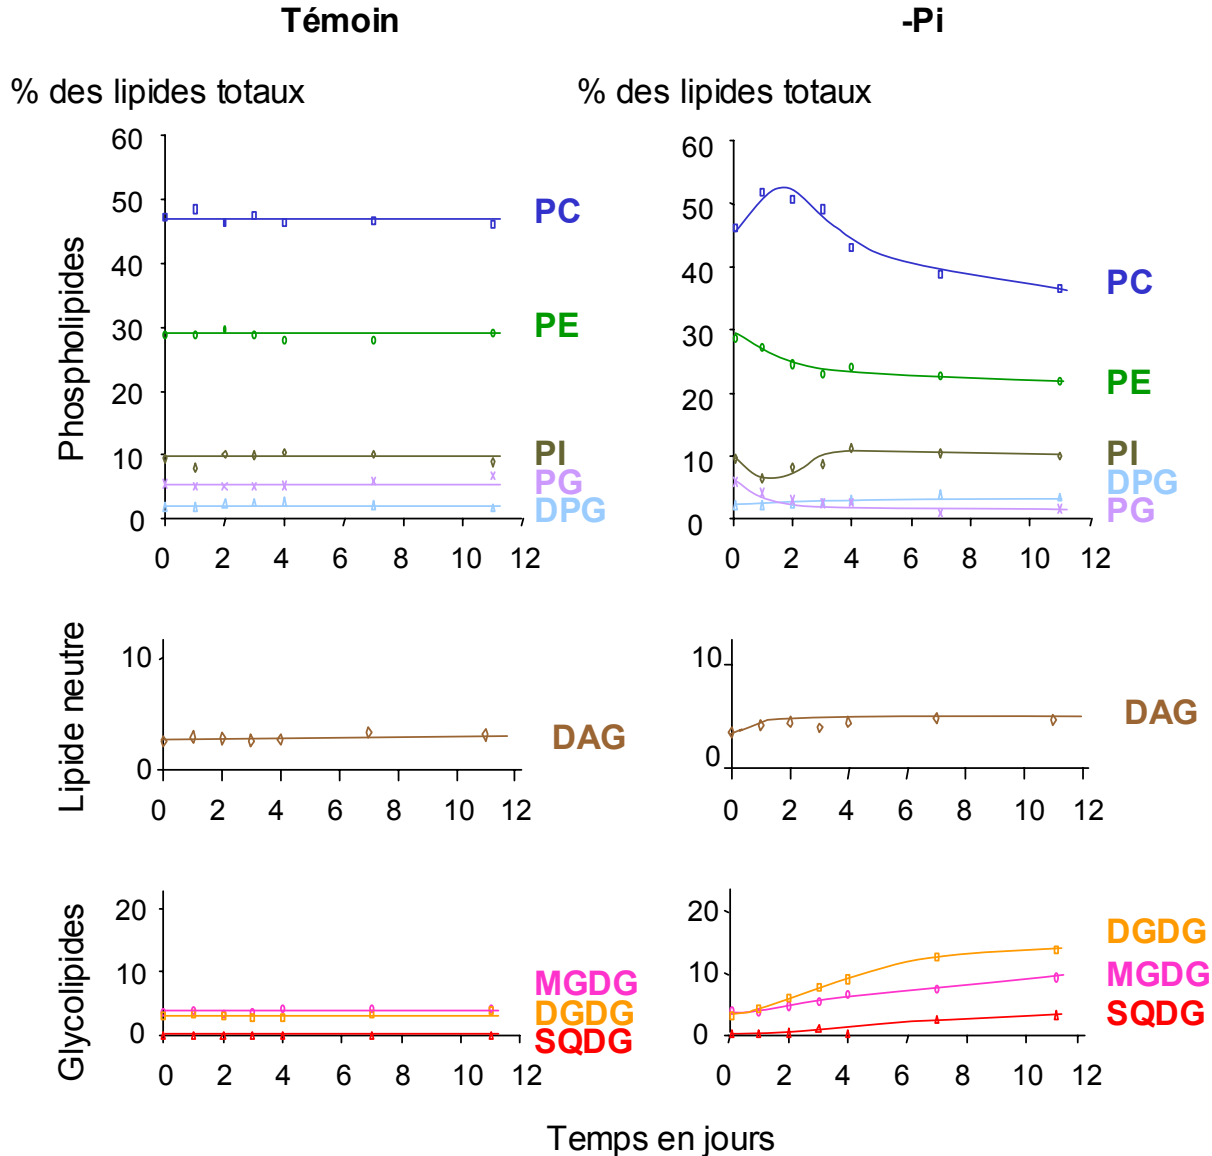 Témoin
-Pi
% des lipides totaux
% des lipides totaux
Phospholipides
60
50
40
30
20
10
0
0 2 4 6 8 10 12
PC
PE
PI
PG
DPG
60
50
40
30
20
10
0
0 2 4 6 8 10 12
PC
PE
PI
DPG
PG
Lipide neutre
10
0
0 2 4 6 8 10 12
DAG
10
0
0 2 4 6 8 10 12
DAG
Glycolipides
20
10
0
0 2 4 6 8 10 12
MGDG
DGDG
SQDG
20
10
0
0 2 4 6 8 10 12
DGDG
MGDG
SQDG
Temps en jours